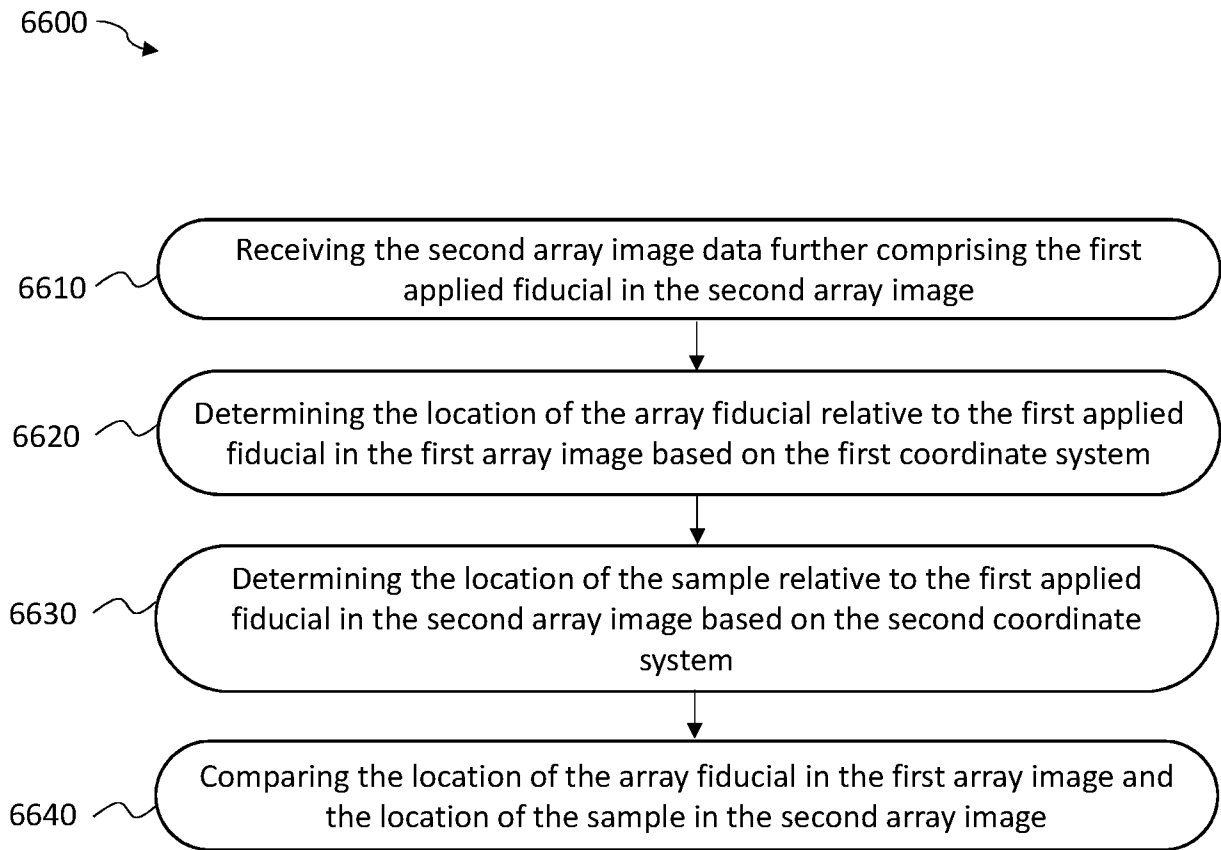 6600
Receiving the second array image data further comprising the first
applied fiducial in the second array image
6610
Determining the location of the array fiducial relative to the first applied
fiducial in the first array image based on the first coordinate system
6620
Determining the location of the sample relative to the first applied
fiducial in the second array image based on the second coordinate
system
6630
Comparing the location of the array fiducial in the first array image and
the location of the sample in the second array image
6640